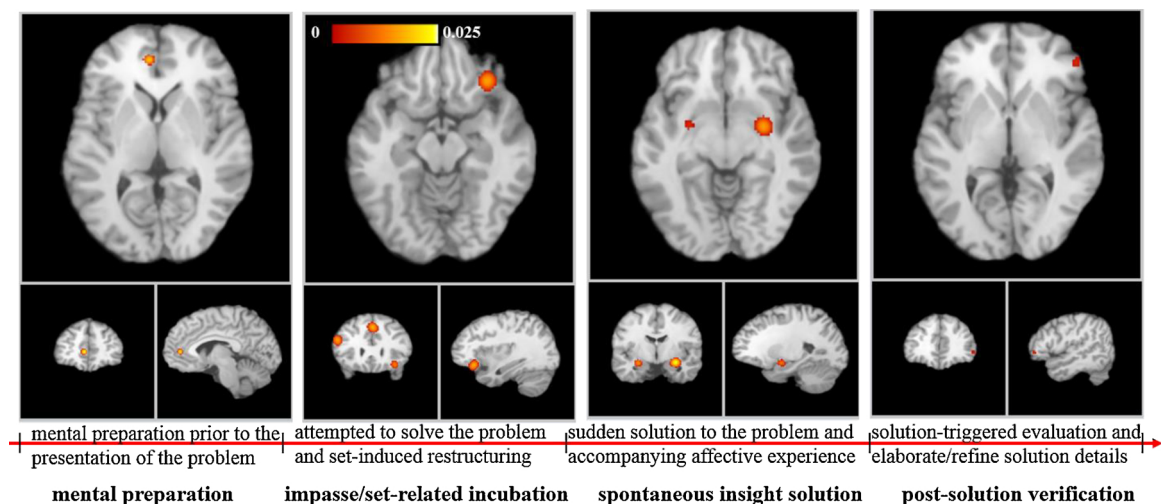 0
0.025
mental preparation prior to the
presentation of the problem
attempted to solve the problem
and set-induced restructuring
sudden solution to the problem and
accompanying affective experience
solution-triggered evaluation and
elaborate/refine solution details
mental preparation
impasse/set-related incubation
spontaneous insight solution
post-solution verification